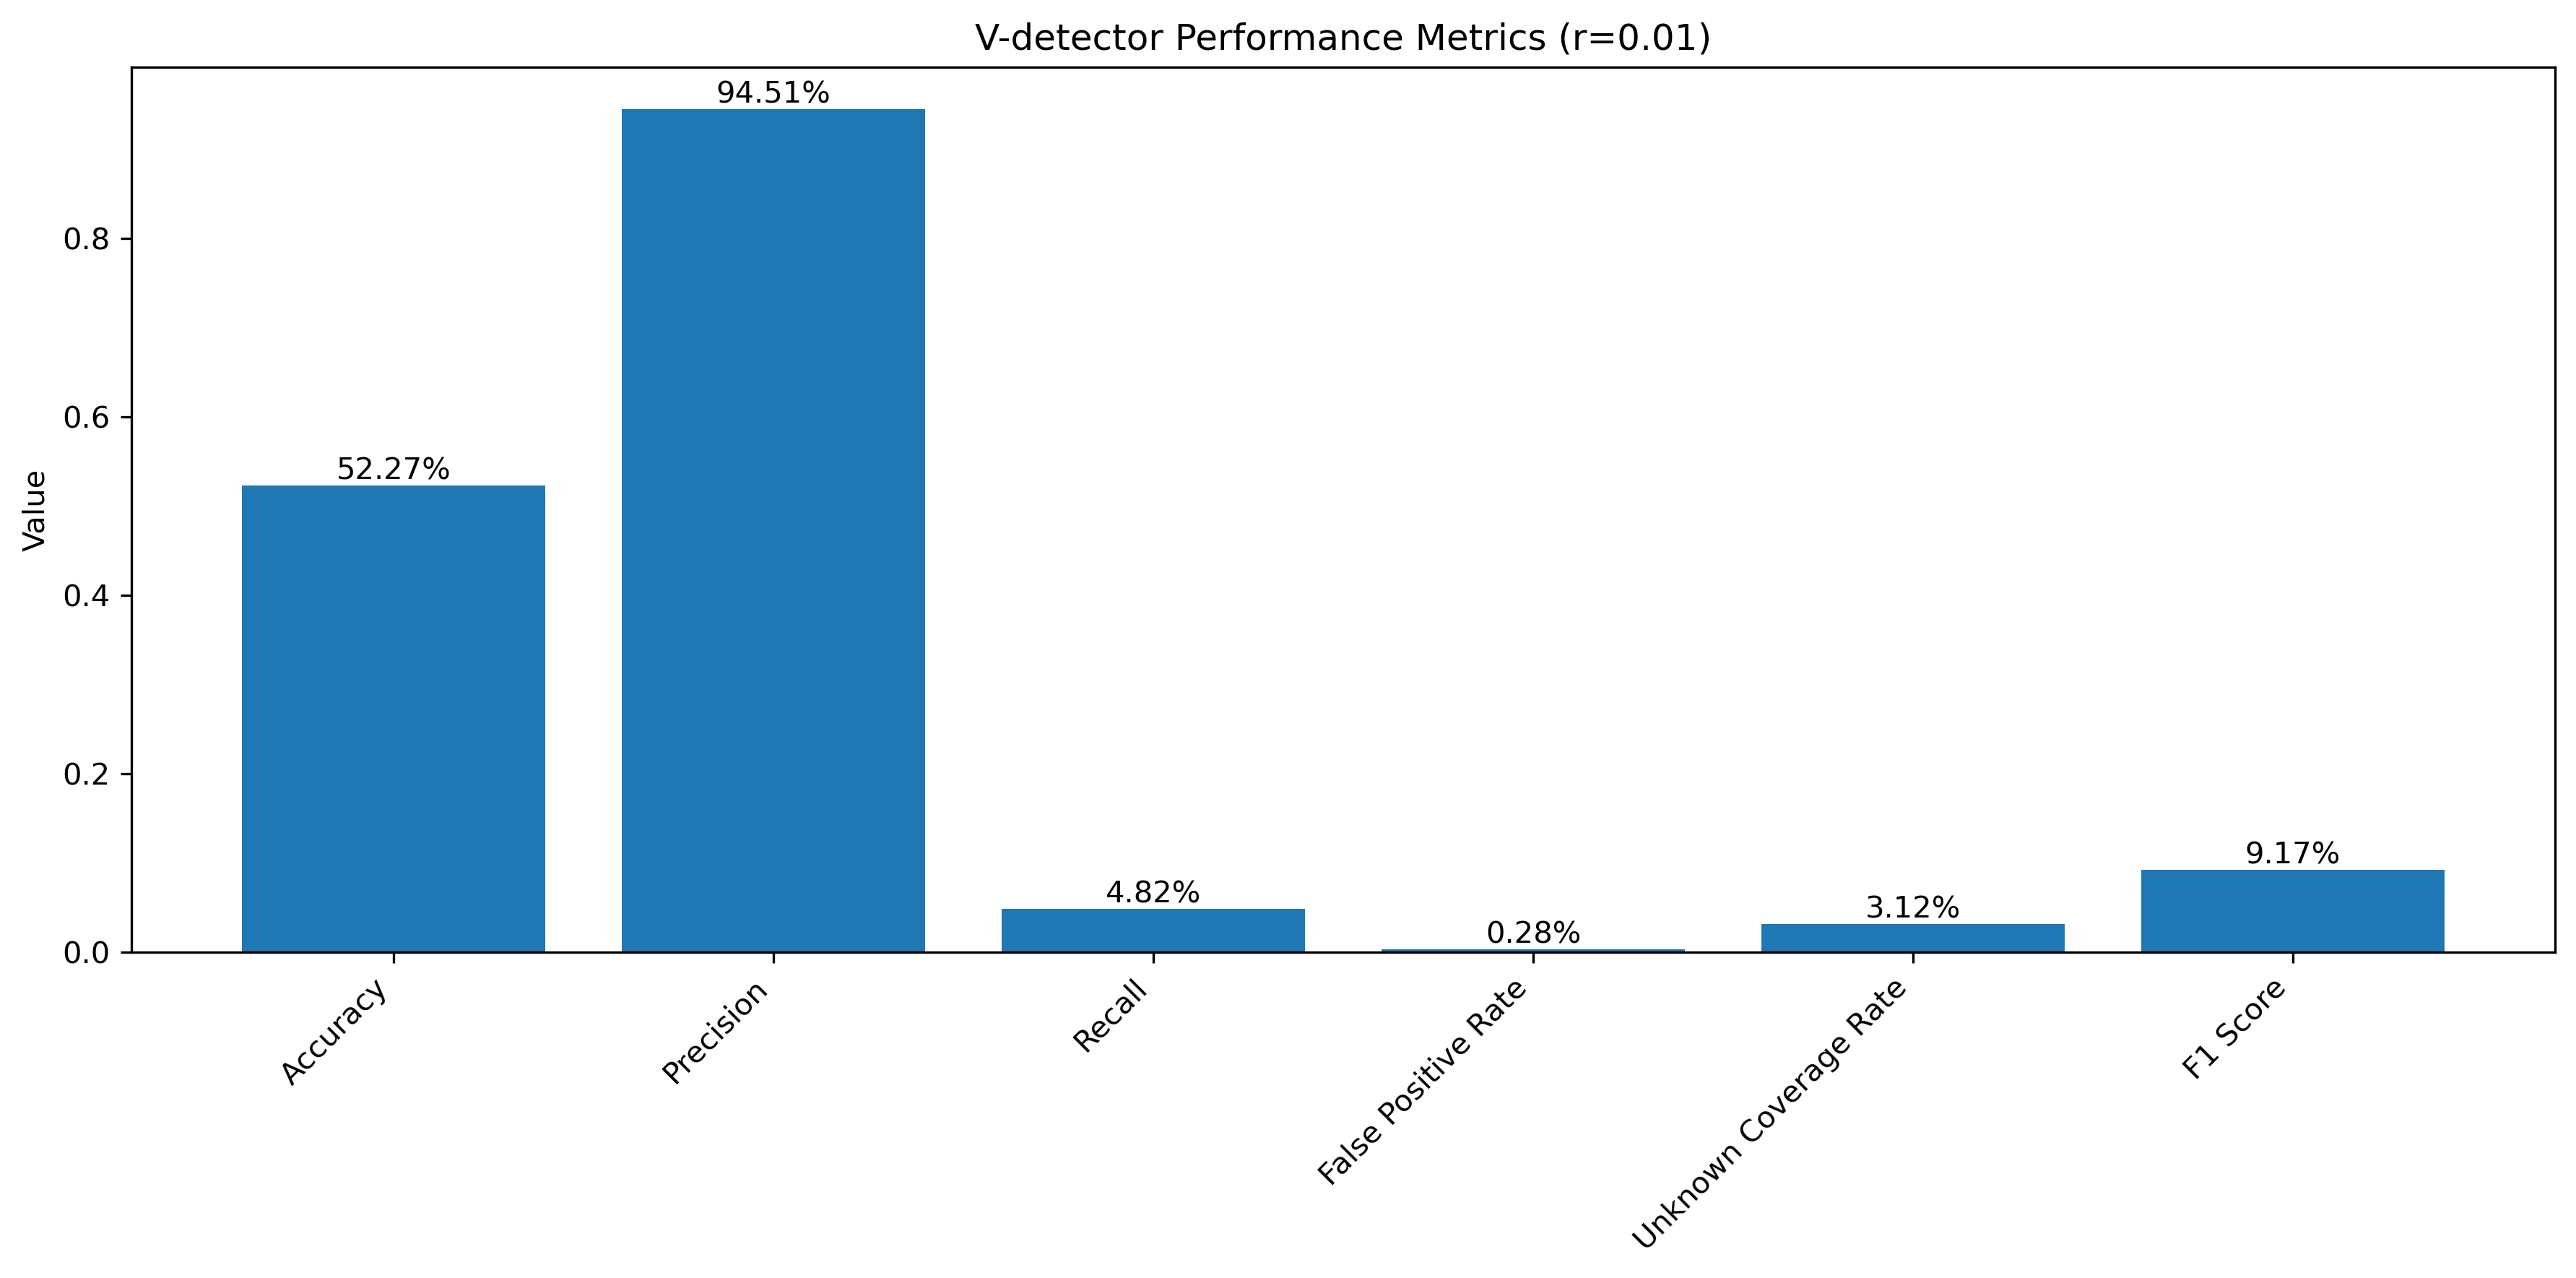 V-detector Performance Metrics (r=0.01)
Value
0.8
0.6
0.4
0.2
0.0
52.27%
94.51%
4.82%
0.28%
3.12%
9.17%
Accuracy
Precision
Recall
False Positive Rate
Unknown Coverage Rate
F1 Score